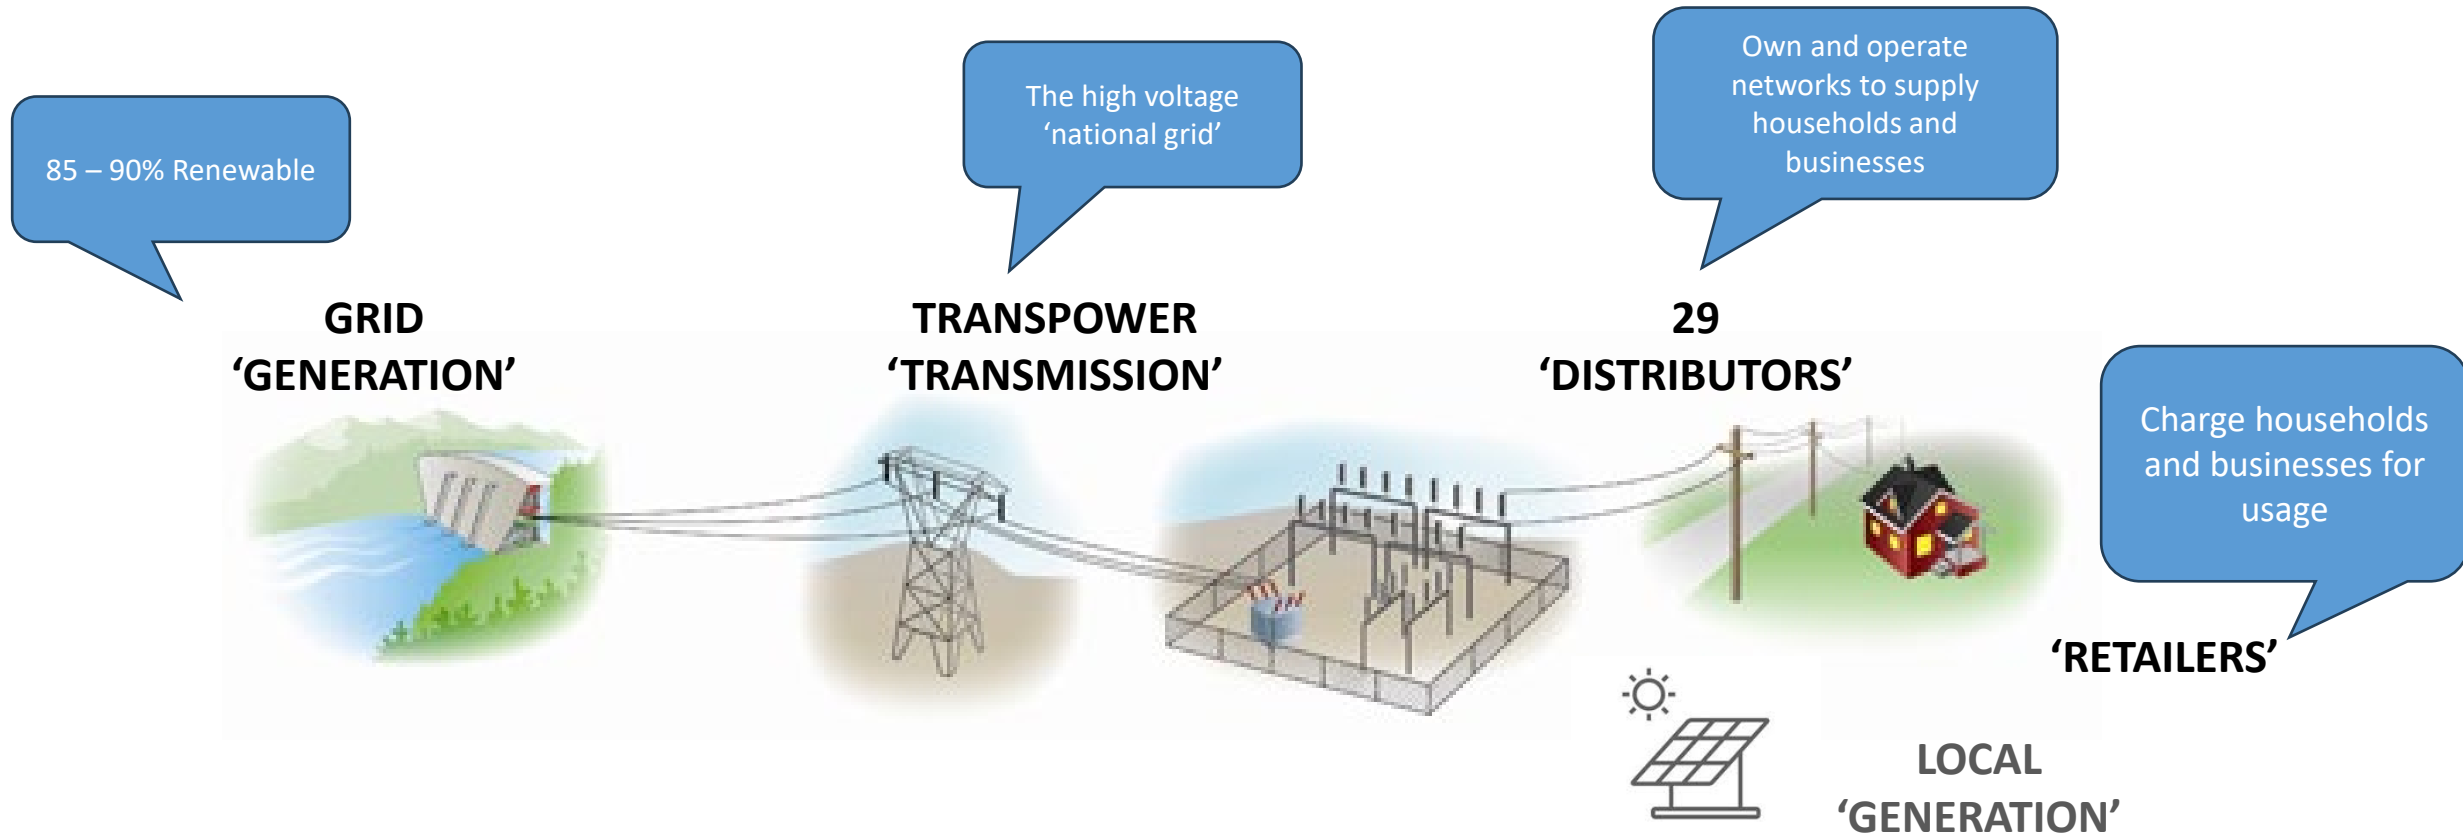 85 – 90% Renewable
GRID
‘GENERATION’
The high voltage
‘national grid’
TRANSPOWER
‘TRANSMISSION’
Own and operate
networks to supply
households and
businesses
29
‘DISTRIBUTORS’
Charge households
and businesses for
usage
‘RETAILERS’
LOCAL
‘GENERATION’